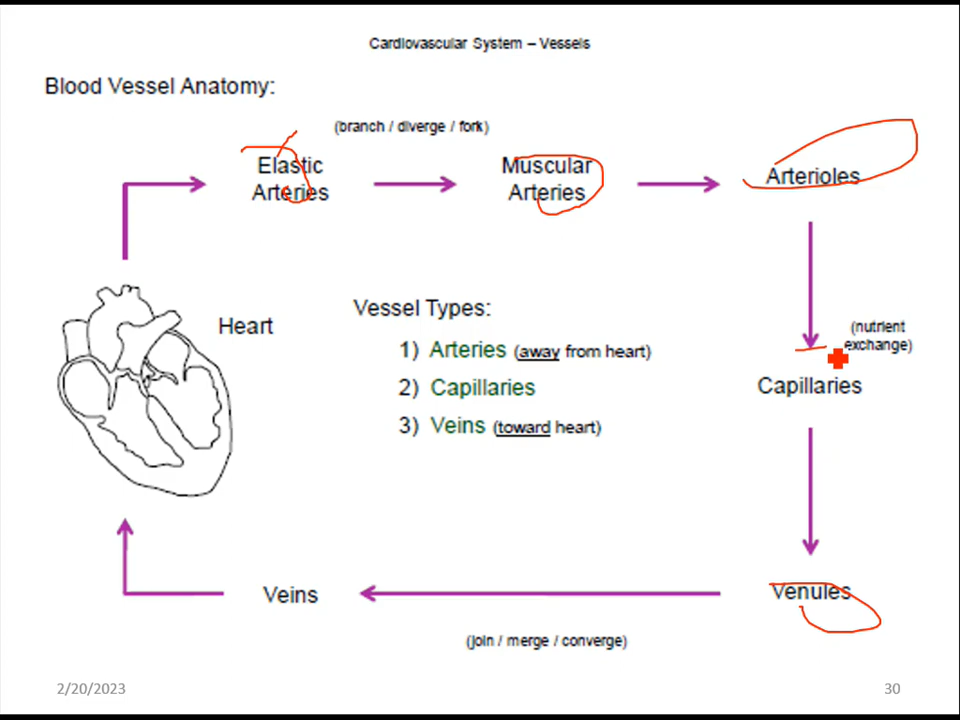 Cardiovascular System – Vessels
Blood Vessel Anatomy:
(branch / diverge / fork)
Elastic
Arteries
Muscular
Arteries
Arterioles
Heart
Vessel Types:
1) Arteries (away from heart)
2) Capillaries
3) Veins (toward heart)
(nutrient
exchange)
Capillaries
Veins
Venules
(join / merge / converge)
2/20/2023
30